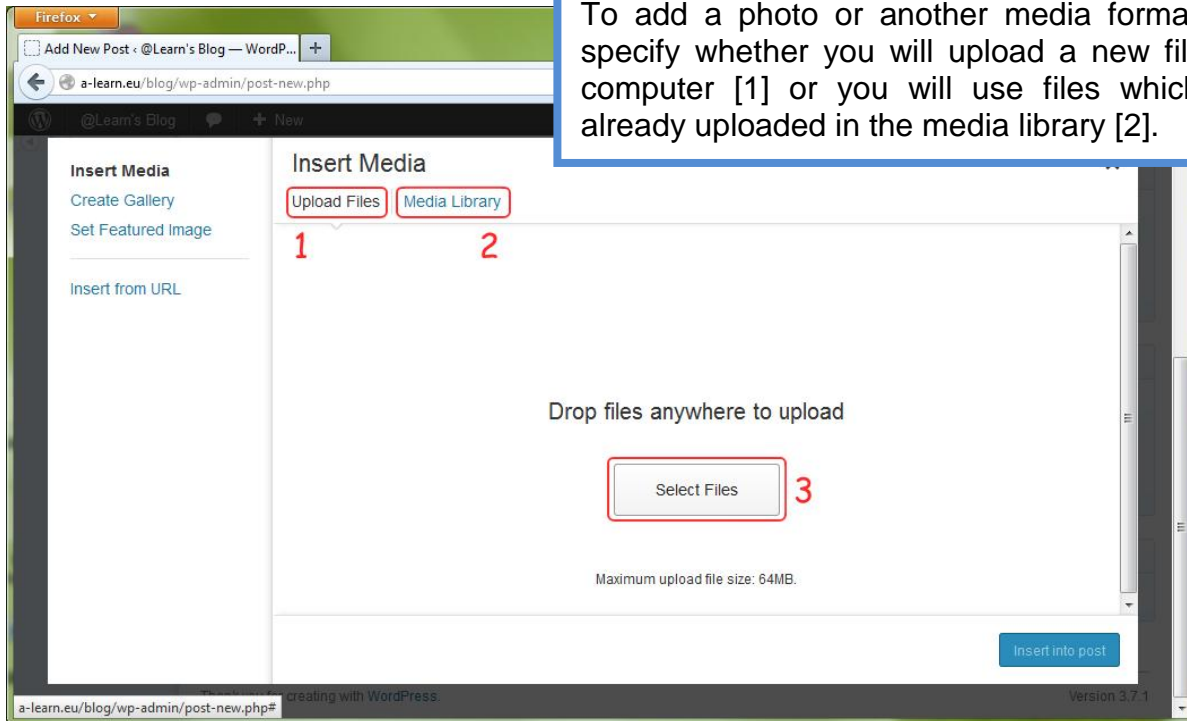 Firefox
To add a photo or another media forma
specify whether you will upload a new fil
computer [1] or you will use files which
already uploaded in the media library [2].
Add New Post ‹ @Learn's Blog — WordP...
a-learn.eu/blog/wp-admin/post-new.php
@Learn's Blog + New
Insert Media
Create Gallery
Set Featured Image
Insert from URL
Insert Media
Upload Files Media Library
1 2
Drop files anywhere to upload
Select Files 3
Maximum upload file size: 64MB.
Insert into post
for creating with WordPress. Version 3.7.1
a-learn.eu/blog/wp-admin/post-new.php#